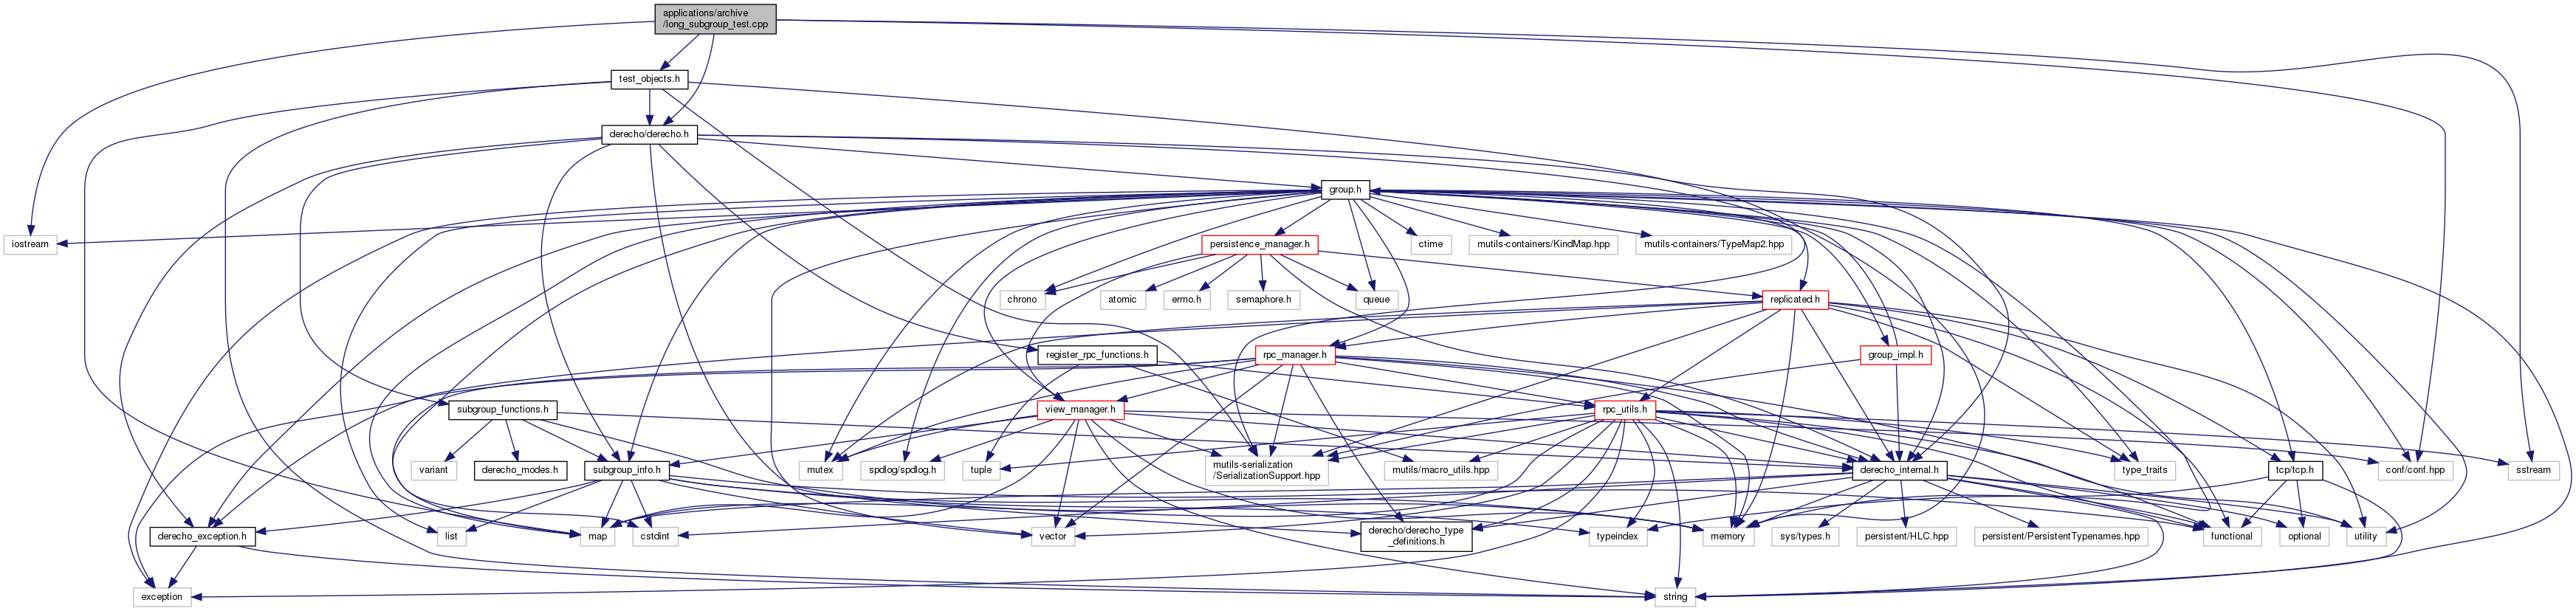 applications/archive
/long_subgroup_test.cpp
test_objects.h
derecho/derecho.h
group.h
iostream
persistence_manager.h
ctime
mutils-containers/KindMap.hpp
mutils-containers/TypeMap2.hpp
chrono
atomic
errno.h
semaphore.h
queue
replicated.h
register_rpc_functions.h
rpc_manager.h
group_impl.h
subgroup_functions.h
view_manager.h
rpc_utils.h
variant
derecho_modes.h
subgroup_info.h
mutex
spdlog/spdlog.h
tuple
mutils-serialization
/SerializationSupport.hpp
mutils/macro_utils.hpp
derecho_internal.h
type_traits
tcp/tcp.h
conf/conf.hpp
sstream
derecho_exception.h
list
map
cstdint
vector
derecho/derecho_type
_definitions.h
typeindex
memory
sys/types.h
persistent/HLC.hpp
persistent/PersistentTypenames.hpp
functional
optional
utility
exception
string